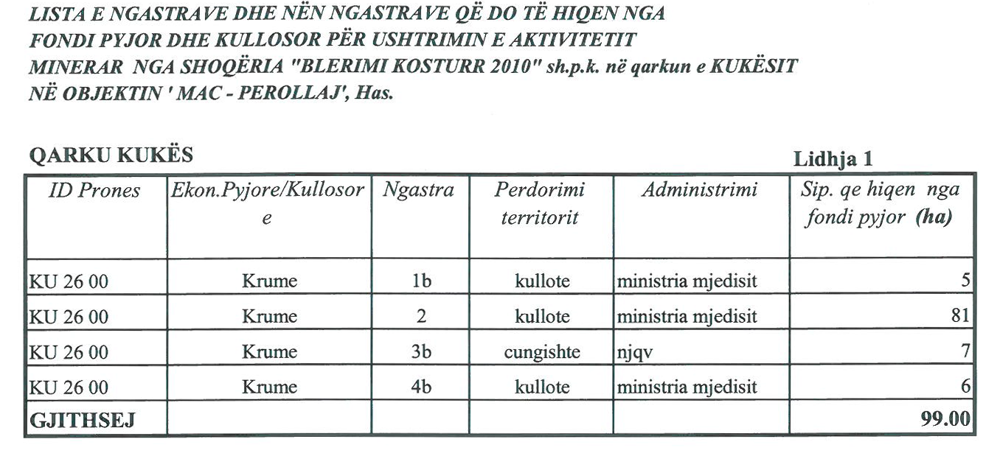 LISTA E NGASTRAVE DHE NËN NGASTRAVE QË DO TË HIQEN NGA
FONDI PYJOR DHE KULLOSOR PËR USHTRIMIN E AKTIVITETIT
MINERAR NGA SHOQËRIA "BLERIMI KOSTURR 2010" sh.p.k. në qarkun e KUKËSIT
NË OBJEKTIN ' MAC - PEROLLAJ', Has.
QARKU KUKËS
Lidhja 1
ID Prones Ekon.Pyjore/Kullosor Ngastra Perdorimi Administrimi Sip. qe hiqen nga
e territorit fondi pyjor (ha)
KU 26 00 Krume 1b kullote ministria mjedisit 5
KU 26 00 Krume 2 kullote ministria mjedisit 81
KU 26 00 Krume 3b cungishte njqv 7
KU 26 00 Krume 4b kullote ministria mjedisit 6
GJITHSEJ 99.00